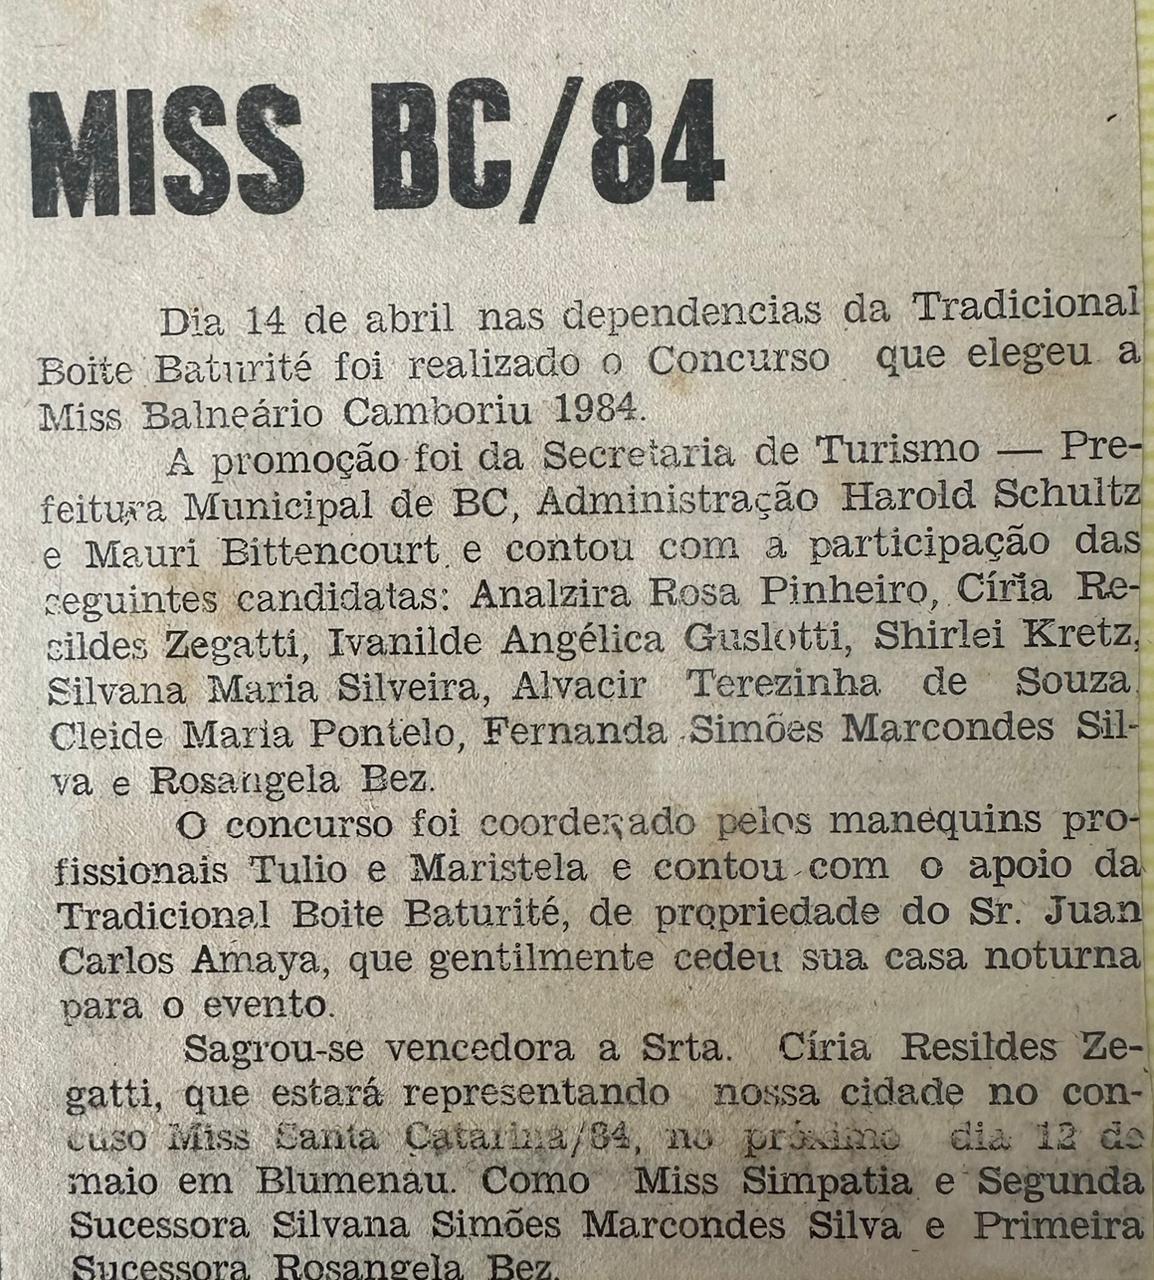 MISS BC/84
Dia 14 de abril nas dependencias da Tradicional
Boite Baturité foi realizado o Concurso que elegeu a
Miss Balneário Camboriu 1984.
A promoção foi da Secretaria de Turismo — Pre-
feitura Municipal de BC, Administração Harold Schultz
e Mauri Bittencourt e contou com a participação das
seguintes candidatas: Analzira Rosa Pinheiro, Círia Re-
sildes Zegatti, Ivanilde Angélica Guslotti, Shirlei Kretz,
Silvana Maria Silveira, Alvacir Terezinha de Souza,
Cleide Maria Pontelo, Fernanda Simões Marcondes Sil-
va e Rosangela Bez.
O concurso foi coordenado pelos manequins pro-
fissionais Tulio e Maristela e contou com o apoio da
Tradicional Boite Baturité, de propriedade do Sr. Juan
Carlos Amaya, que gentilmente cedeu sua casa noturna
para o evento.
Sagrou-se vencedora a Srta. Círia Resildes Ze-
gatti, que estará representando nossa cidade no con-
cuso Miss Santa Catarina/84, no próximo dia 12 de
maio em Blumenau. Como Miss Simpatia e Segunda
Sucessora Silvana Simões Marcondes Silva e Primeira
Sucessora Rosangela Bez.